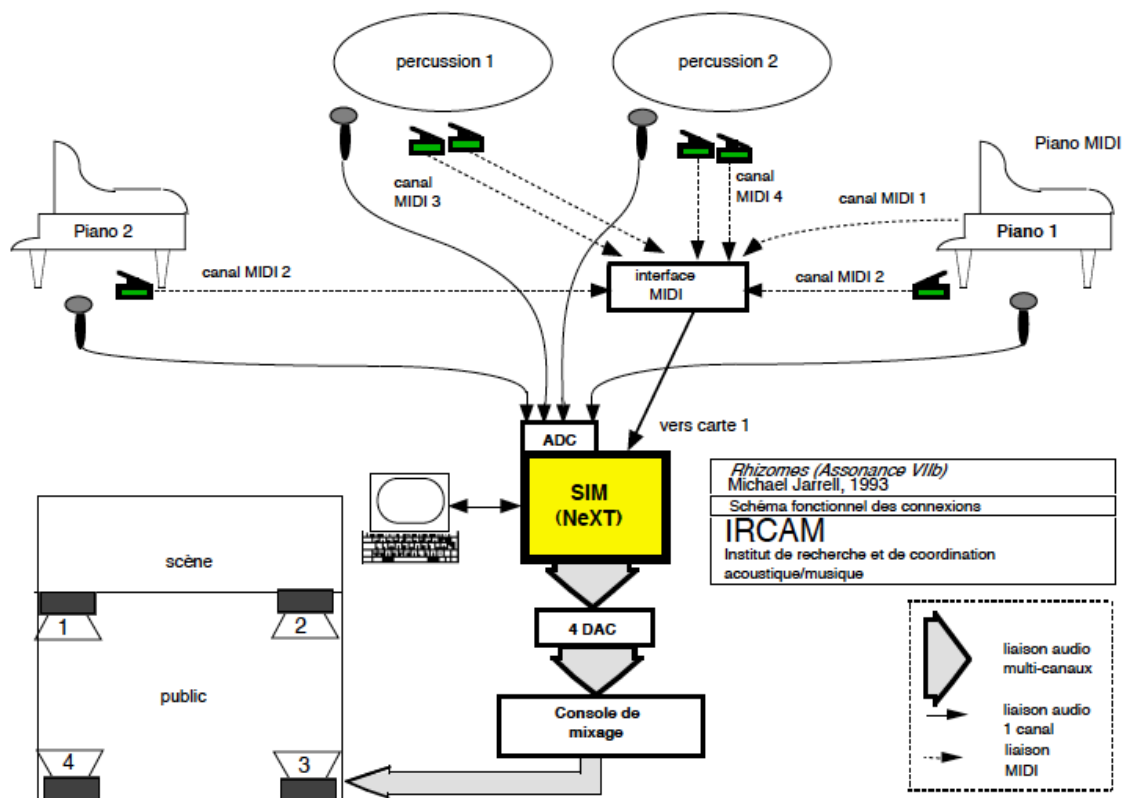 percussion 1
percussion 2
Piano MIDI
canal
MIDI 3
canal
MIDI 4
canal MIDI 1
Piano 2
Piano 1
canal MIDI 2
interface
MIDI
canal MIDI 2
vers carte 1
ADC
SIM
(NeXT)
Rhizomes (Assonance VIIb)
Michael Jarrell, 1993
Schéma fonctionnel des connexions
IRCAM
Institut de recherche et de coordination
acoustique/musique
scène
1
2
public
4
3
4 DAC
Console de
mixage
liaison audio
multi-canaux
liaison audio
1 canal
liaison
MIDI